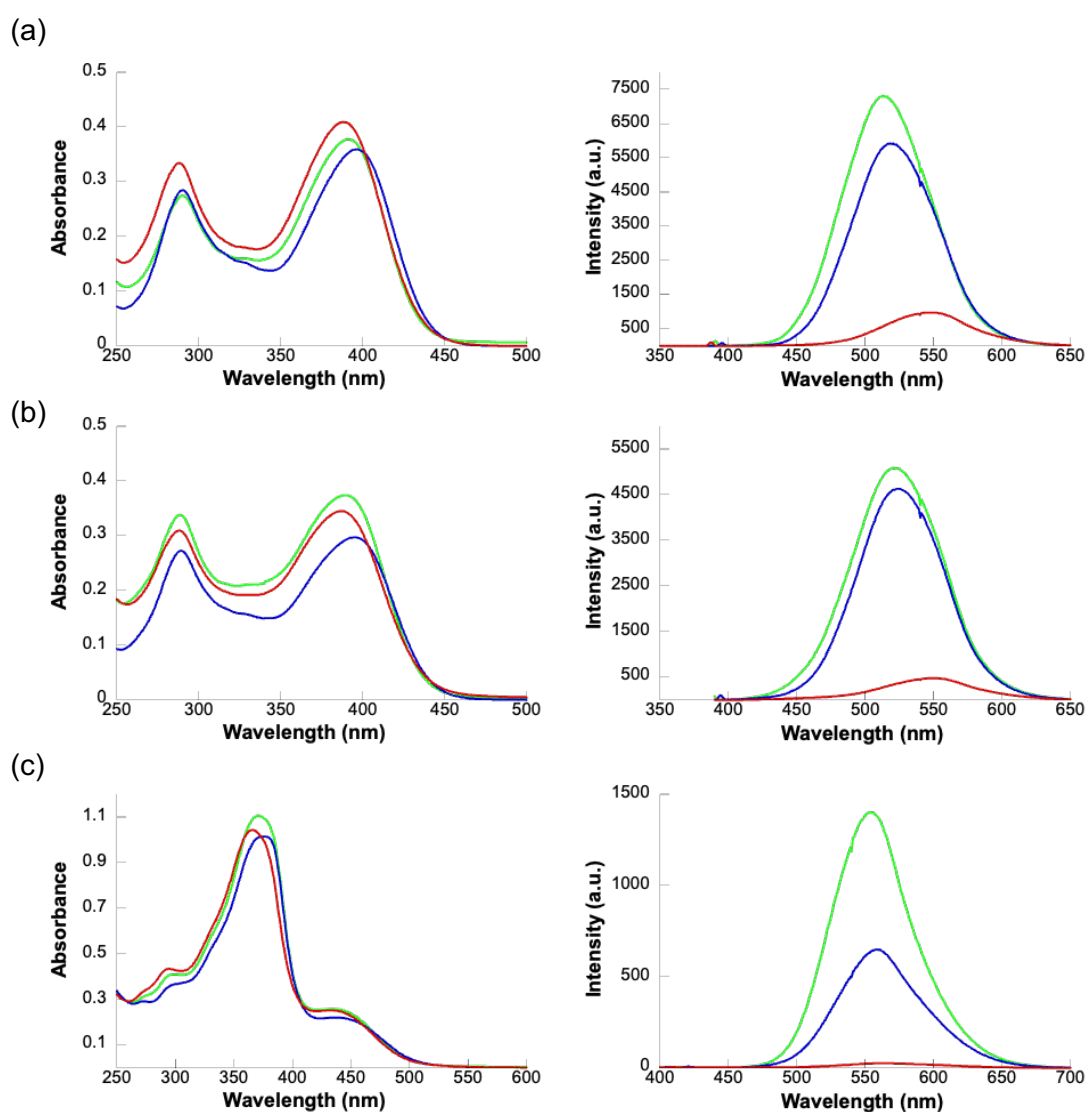 (a)
Absorbance
0.5
0.4
0.3
0.2
0.1
0
250 300 350 400 450 500
Wavelength (nm)
Intensity (a.u.)
7500
6500
5500
4500
3500
2500
1500
500
350 400 450 500 550 600 650
Wavelength (nm)
(b)
Absorbance
0.5
0.4
0.3
0.2
0.1
0
250 300 350 400 450 500
Wavelength (nm)
Intensity (a.u.)
5500
4500
3500
2500
1500
500
350 400 450 500 550 600 650
Wavelength (nm)
(c)
Absorbance
1.1
0.9
0.7
0.5
0.3
0.1
250 300 350 400 450 500 550 600
Wavelength (nm)
Intensity (a.u.)
1500
1000
500
0
400 450 500 550 600 650 700
Wavelength (nm)